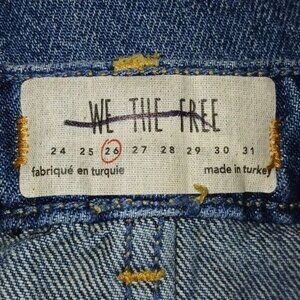 WE THE FREE
24 25 26 27 28 29 30 31
fabriqué en turquie made in turkey